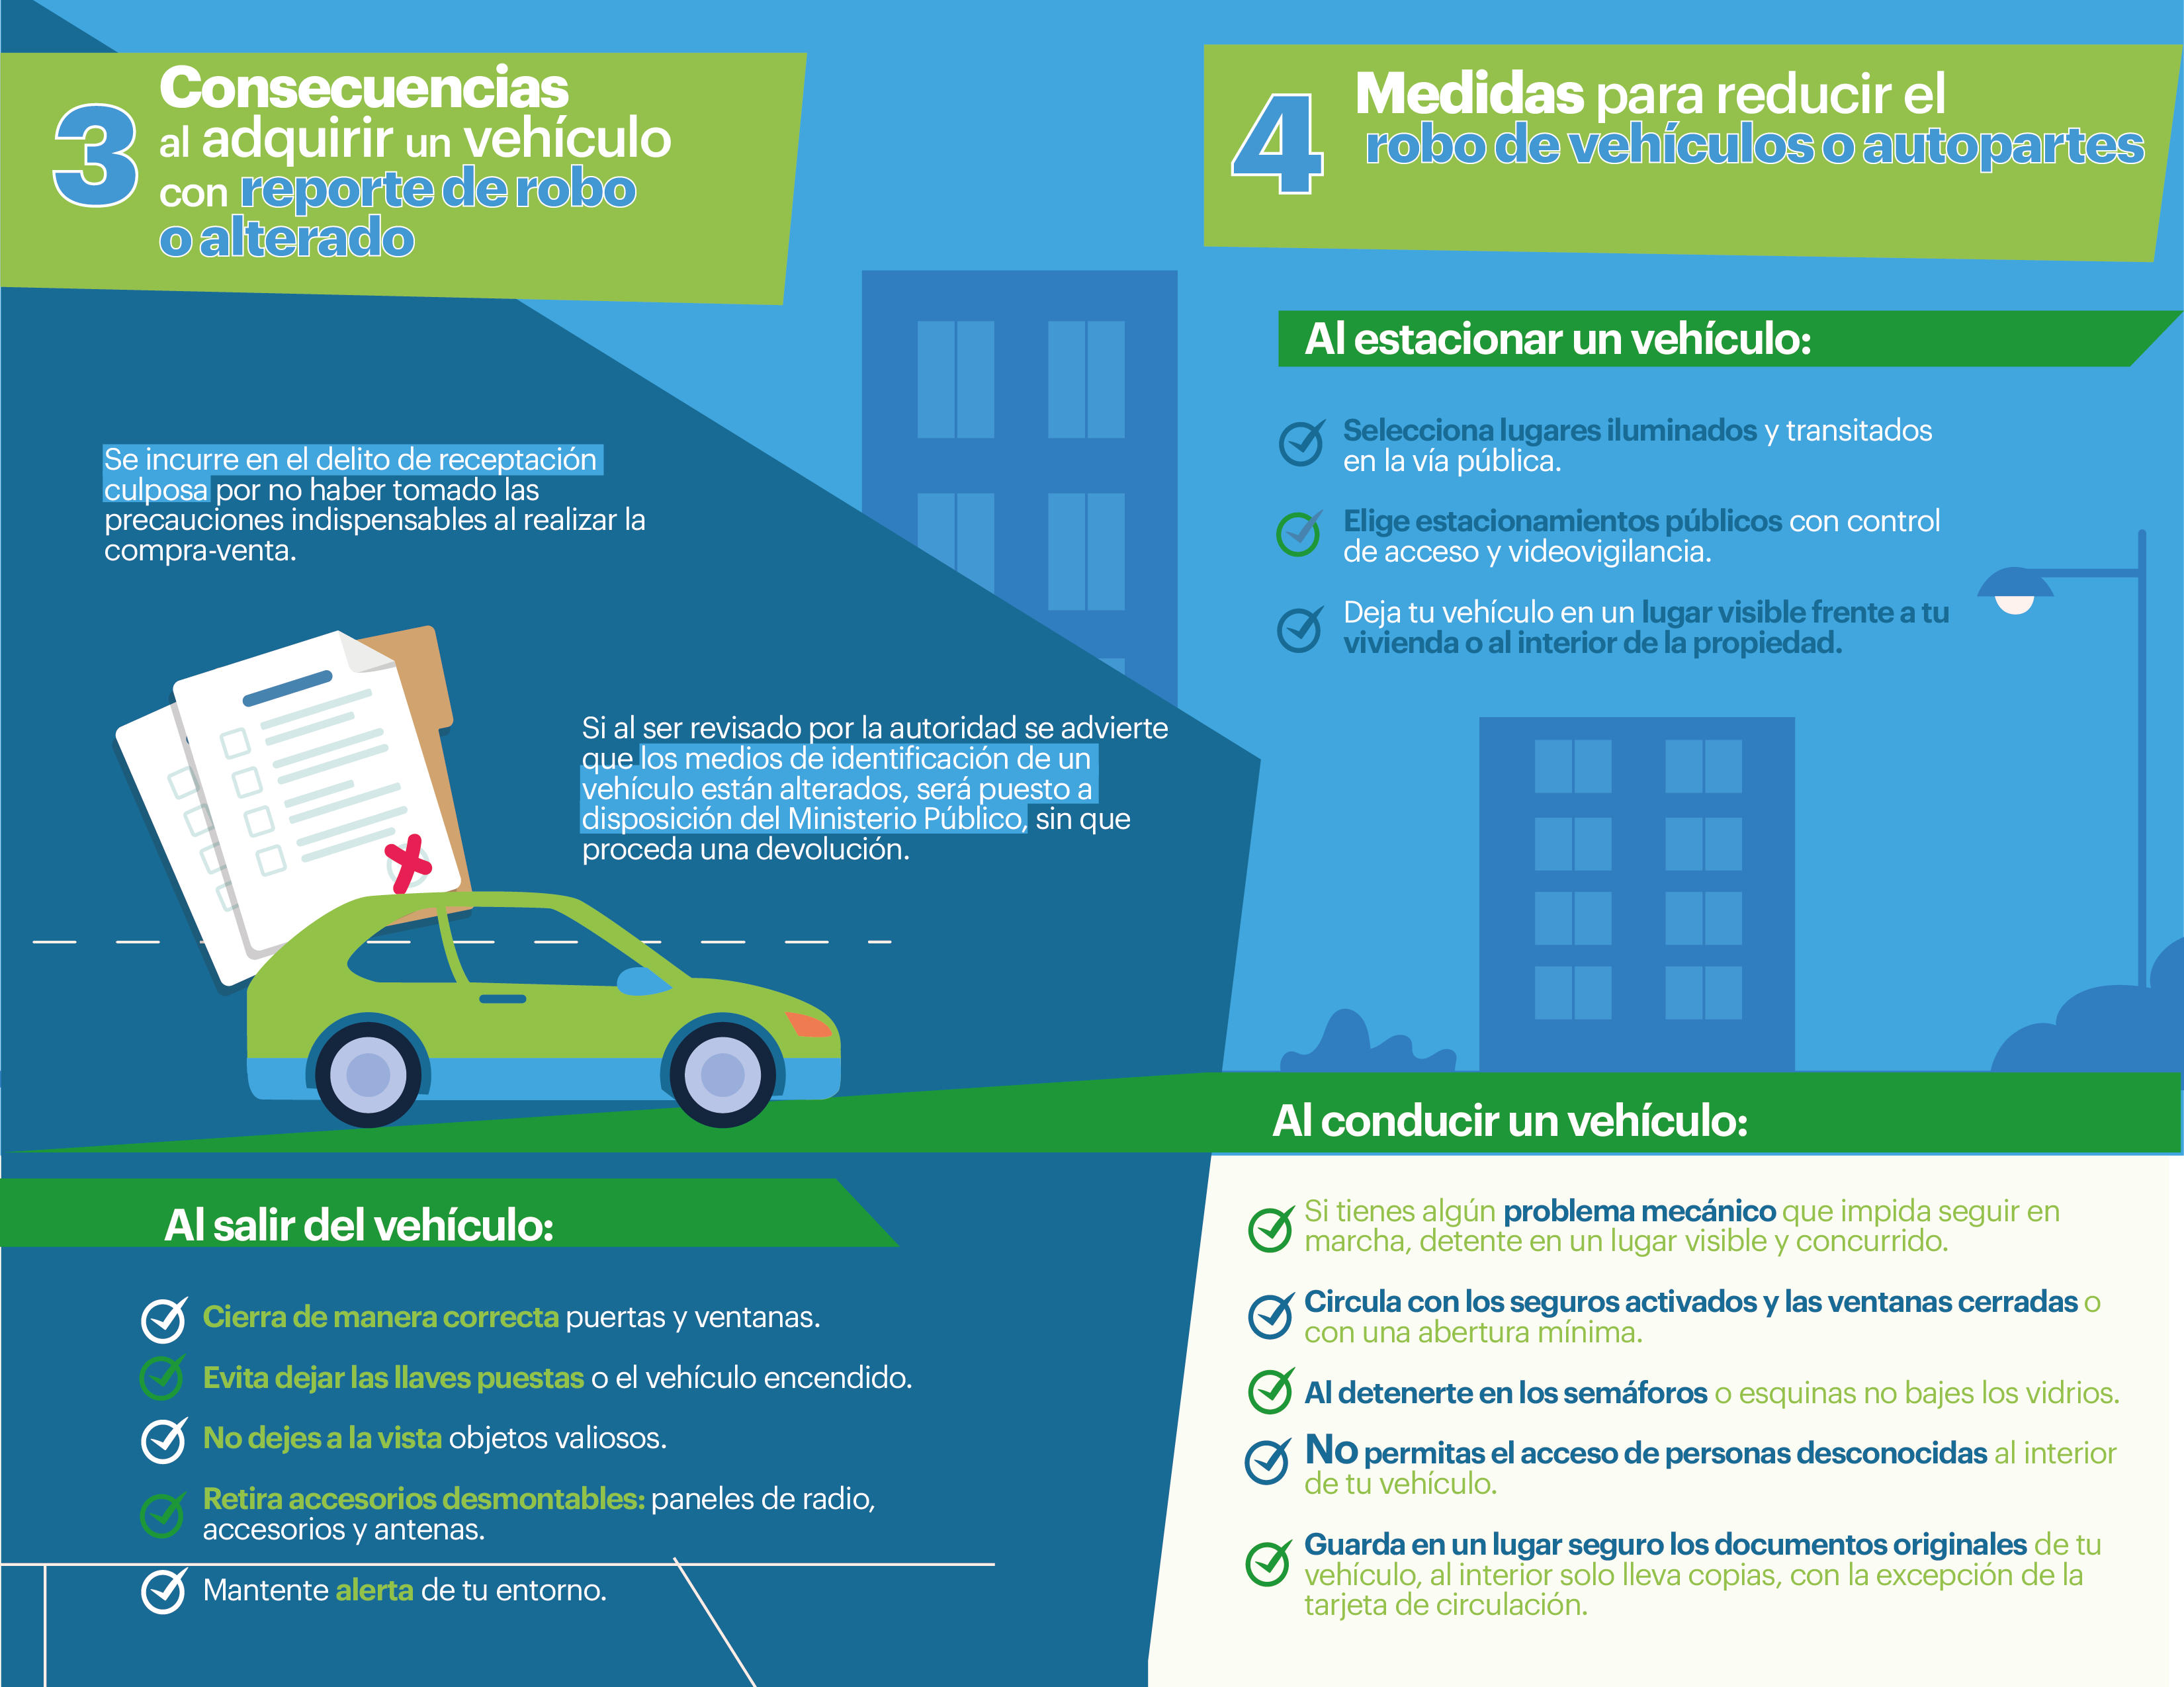 3
Consecuencias
al adquirir un vehículo
con reporte de robo
o alterado
Se incurre en el delito de receptación
culposa por no haber tomado las
precauciones indispensables al realizar la
compra-venta.
Si al ser revisado por la autoridad se advierte
que los medios de identificación de un
vehículo están alterados, será puesto a
disposición del Ministerio Público, sin que
proceda una devolución.
4
Medidas para reducir el
robo de vehículos o autopartes
Al estacionar un vehículo:
Selecciona lugares iluminados y transitados
en la vía pública.
Elige estacionamientos públicos con control
de acceso y videovigilancia.
Deja tu vehículo en un lugar visible frente a tu
vivienda o al interior de la propiedad.
Al salir del vehículo:
Cierra de manera correcta puertas y ventanas.
Evita dejar las llaves puestas o el vehículo encendido.
No dejes a la vista objetos valiosos.
Retira accesorios desmontables: paneles de radio,
accesorios y antenas.
Mantente alerta de tu entorno.
Al conducir un vehículo:
Si tienes algún problema mecánico que impida seguir en
marcha, detente en un lugar visible y concurrido.
Circula con los seguros activados y las ventanas cerradas o
con una abertura mínima.
Al detenerte en los semáforos o esquinas no bajes los vidrios.
No permitas el acceso de personas desconocidas al interior
de tu vehículo.
Guarda en un lugar seguro los documentos originales de tu
vehículo, al interior solo lleva copias, con la excepción de la
tarjeta de circulación.